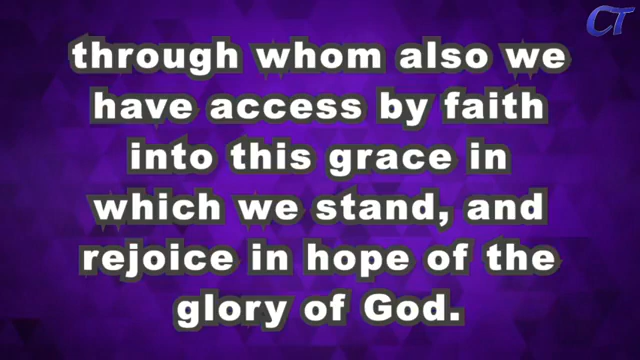 CT
through whom also we
have access by faith
into this grace in
which we stand, and
rejoice in hope of the
glory of God.